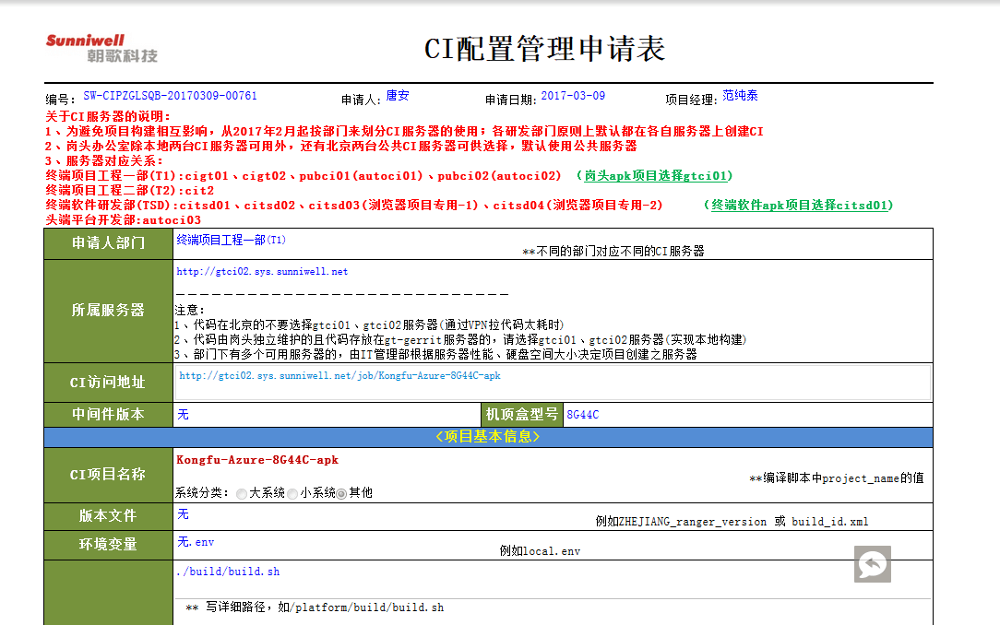 Sunniwell
朝歌科技
CI配置管理申请表
编号: SW-CIPZGLSQB-20170309-00761 申请人: 唐安 申请日期: 2017-03-09 项目经理: 范纯泰
关于CI服务器的说明:
1、为避免项目构建相互影响, 从2017年2月起按部门来划分CI服务器的使用; 各研发部门原则上默认都在各自服务器上创建CI
2、岗头办公室除本地两台CI服务器可用外, 还有北京两台公共CI服务器可供选择, 默认使用公共服务器
3、服务器对应关系:
终端项目工程一部(T1):cigt01、cigt02、pubci01(autoci01)、pubci02(autoci02) (岗头apk项目选择gtci01)
终端项目工程二部(T2):cit2
终端软件研发部(TSD):citsd01、citsd02、citsd03(浏览器项目专用-1)、citsd04(浏览器项目专用-2) (终端软件apk项目选择citsd01)
头端平台开发部:autoci03
申请人部门 终端项目工程一部(T1)
**不同的部门对应不同的CI服务器
所属服务器
http://gtci02.sys.sunniwell.net
----------------------------
注意:
1、代码在北京的不要选择gtci01、gtci02服务器(通过VPN拉代码太耗时)
2、代码由岗头独立维护的且代码存放在gt-gerrit服务器的, 请选择gtci01、gtci02服务器(实现本地构建)
3、部门下有多个可用服务器的, 由IT管理部根据服务器性能、硬盘空间大小决定项目创建之服务器
CI访问地址 http://gtci02.sys.sunniwell.net/job/Kongfu-Azure-8G44C-apk
中间件版本 无 机顶盒型号 8G44C
<项目基本信息>
CI项目名称 Kongfu-Azure-8G44C-apk
**编译脚本中project_name的值
系统分类: 大系统 小系统 其他
版本文件 无
例如ZHEJIANG_ranger_version 或 build_id.xml
环境变量 无.env
例如local.env
./build/build.sh
** 写详细路径, 如/platform/build/build.sh